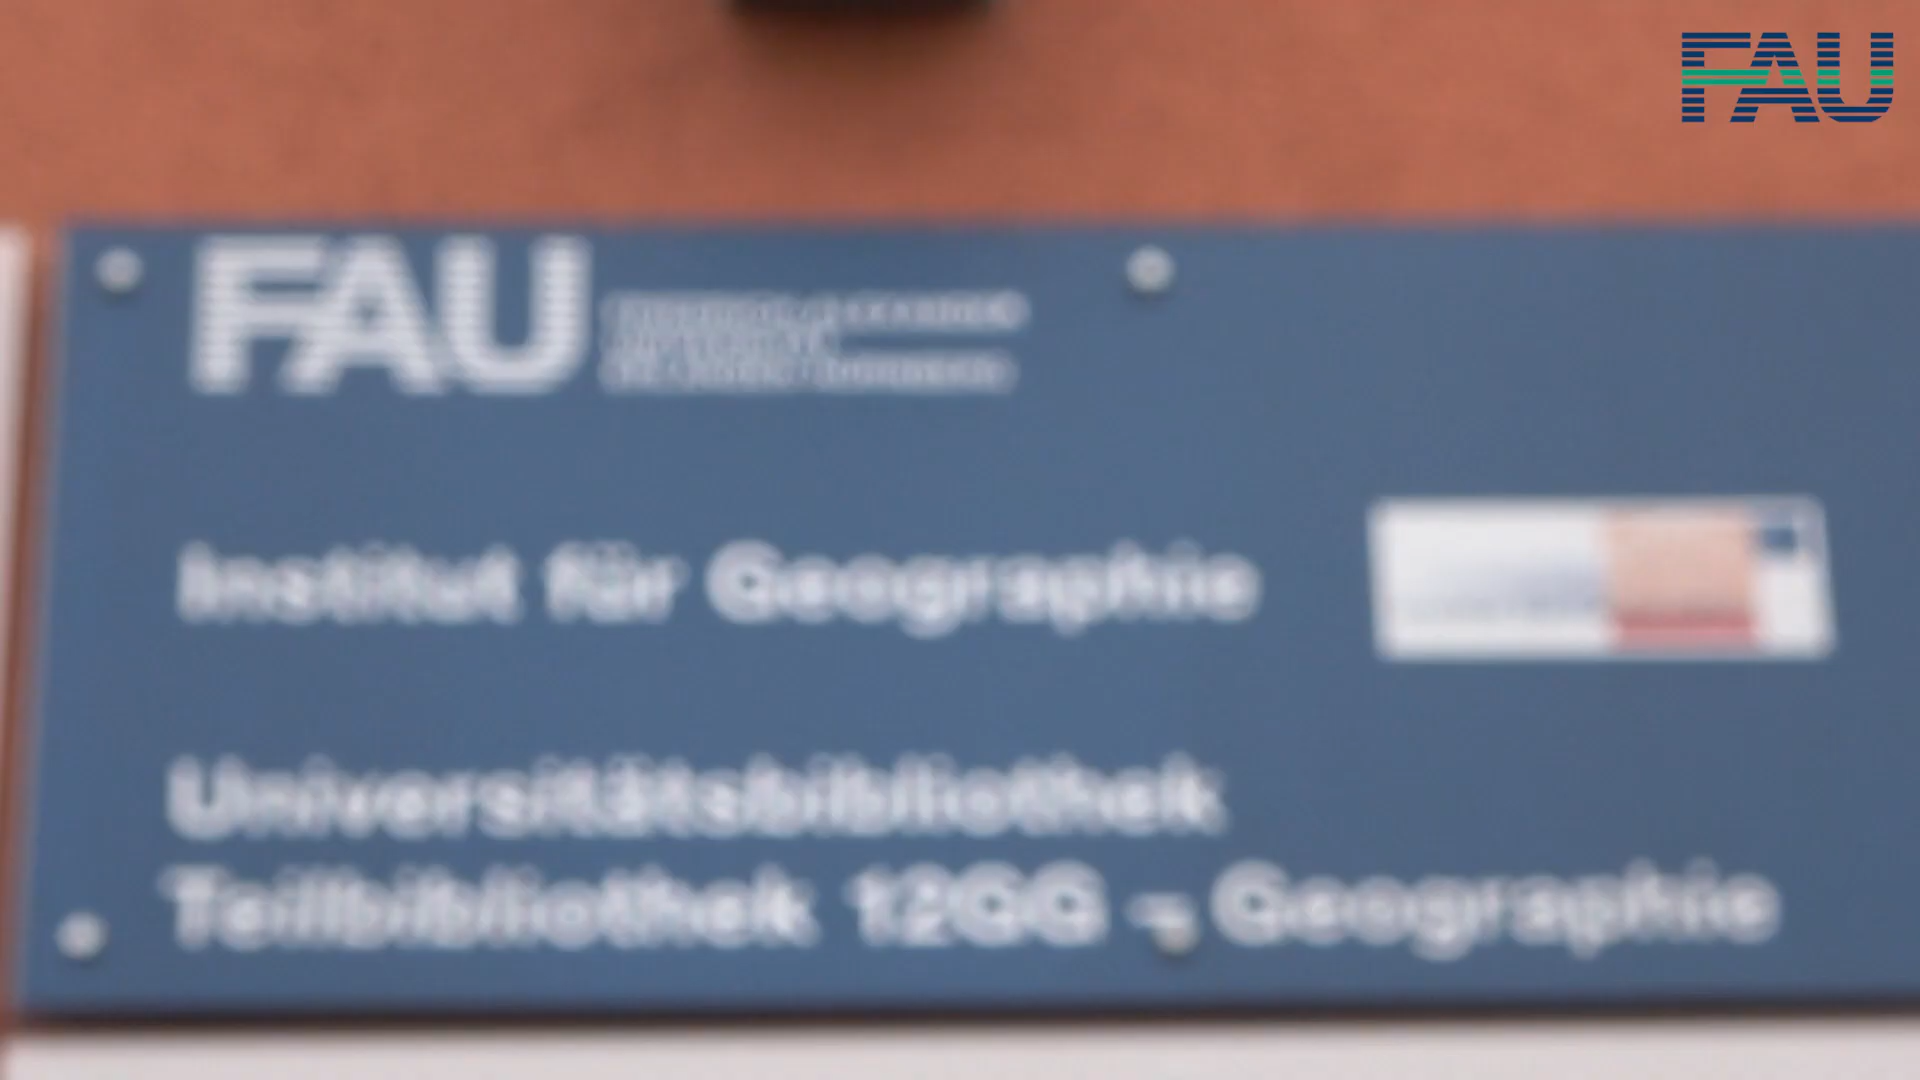 FAU
FAU
Institut für Geographie
Universitätsbibliothek
Teilbibliothek 12GG – Geographie